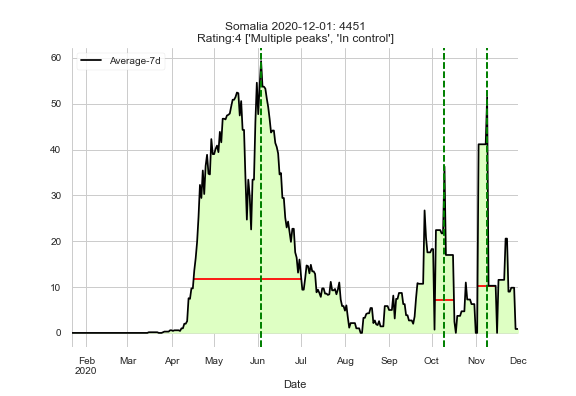 Somalia 2020-12-01: 4451
Rating:4 ['Multiple peaks', 'In control']
Average-7d
60
50
40
30
20
10
0
Feb Mar Apr May Jun Jul Aug Sep Oct Nov Dec
2020
Date